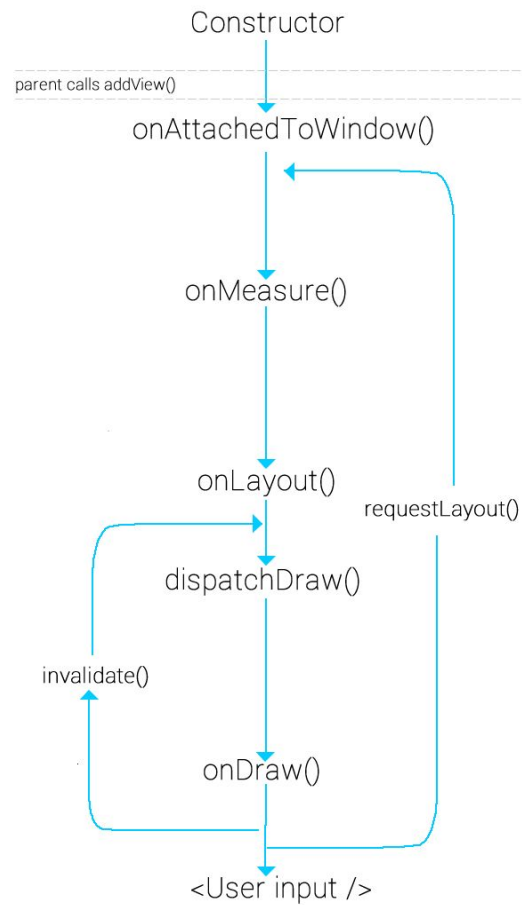 Constructor
parent calls addView()
onAttachedToWindow()
onMeasure()
onLayout()
requestLayout()
dispatchDraw()
invalidate()
onDraw()
<User input />